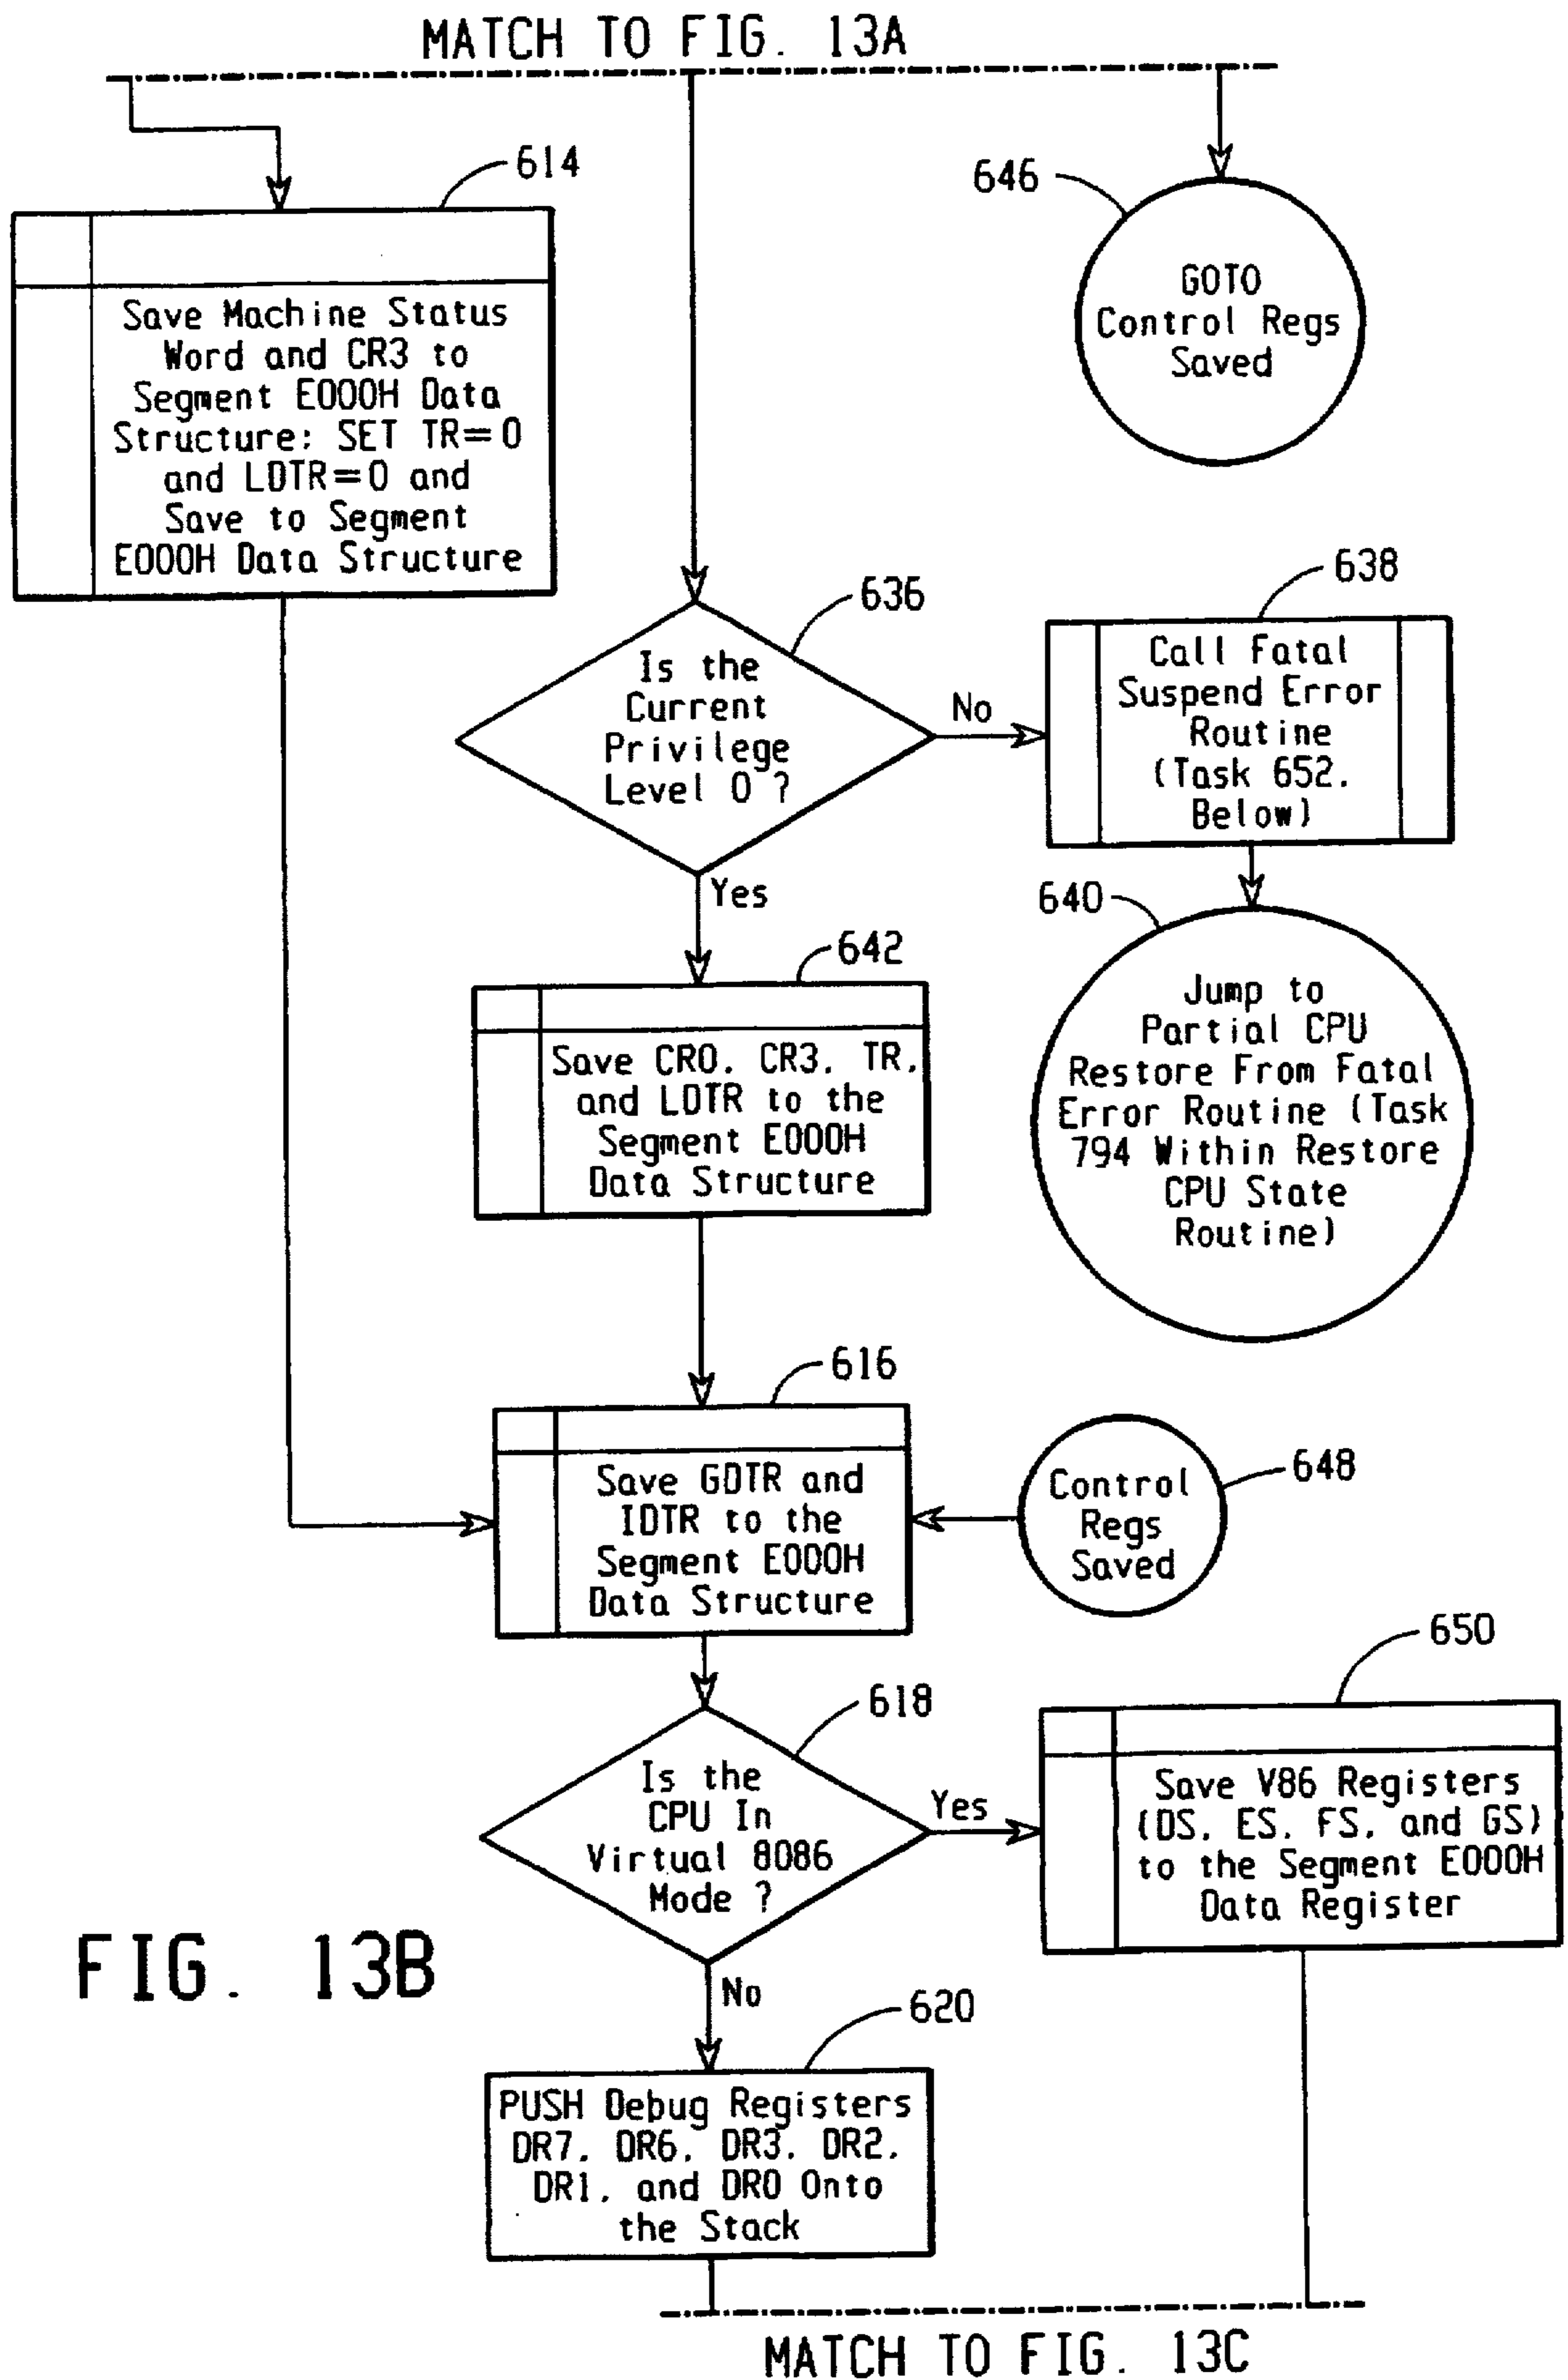 MATCH TO FIG. 13A
614
646
Save Machine Status
Word and CR3 to
Segment E000H Data
Structure; SET TR=0
and LDTR=0 and
Save to Segment
E000H Data Structure
GOTO
Control Regs
Saved
636
Is the
Current
Privilege
Level 0 ?
No
Yes
638
Call Fatal
Suspend Error
Routine
(Task 652,
Below)
640
Jump to
Partial CPU
Restore From Fatal
Error Routine (Task
794 Within Restore
CPU State
Routine)
642
Save CR0, CR3, TR,
and LDTR to the
Segment E000H
Data Structure
616
Save GDTR and
IDTR to the
Segment E000H
Data Structure
648
Control
Regs
Saved
618
Is the
CPU In
Virtual 8086
Mode ?
Yes
No
650
Save V86 Registers
(DS, ES, FS, and GS)
to the Segment E000H
Data Register
FIG. 13B
620
PUSH Debug Registers
DR7, DR6, DR3, DR2,
DR1, and DR0 Onto
the Stack
MATCH TO FIG. 13C